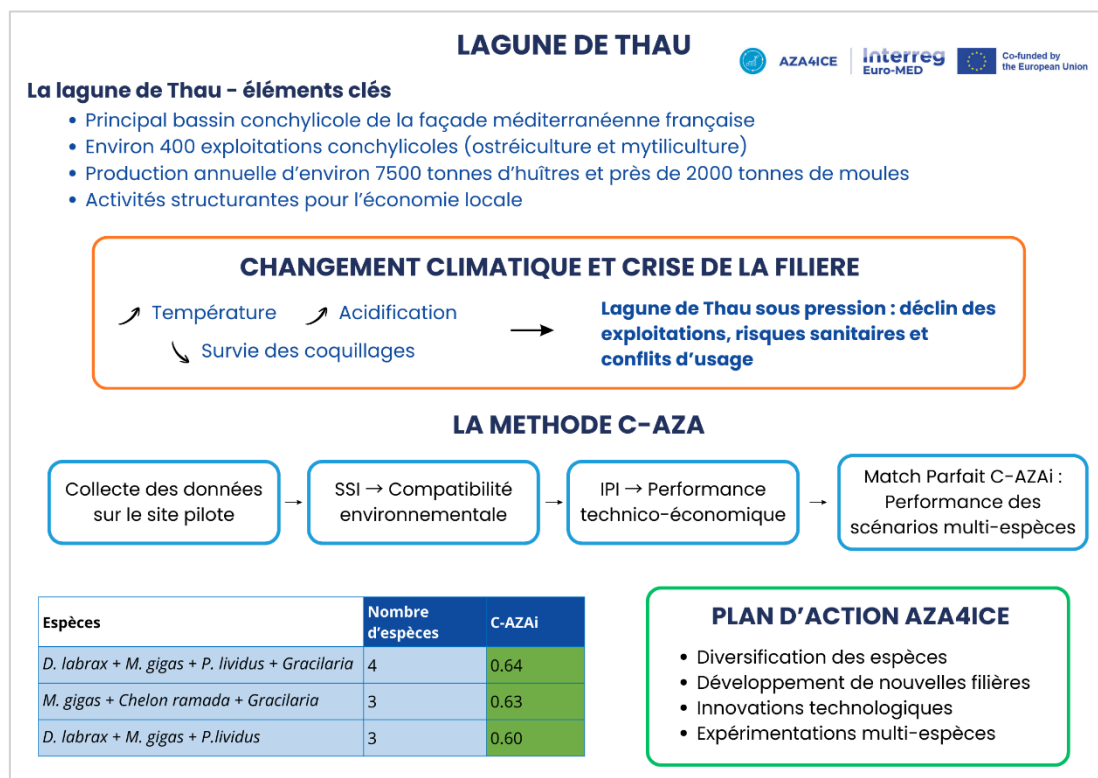 LAGUNE DE THAU
AZA4ICE
Interreg
Euro-MED
Co-funded by
the European Union
La lagune de Thau - éléments clés
• Principal bassin conchylicole de la façade méditerranéenne française
• Environ 400 exploitations conchylicoles (ostréiculture et mytiliculture)
• Production annuelle d'environ 7500 tonnes d'huîtres et près de 2000 tonnes de moules
• Activités structurantes pour l'économie locale
CHANGEMENT CLIMATIQUE ET CRISE DE LA FILIERE
Température
Acidification
Survie des coquillages
Lagune de Thau sous pression : déclin des
exploitations, risques sanitaires et
conflits d'usage
LA METHODE C-AZA
Collecte des données
sur le site pilote
SSI → Compatibilité
environnementale
IPI → Performance
technico-économique
Match Parfait C-AZAi :
Performance des
scénarios multi-espèces
Espèces
Nombre
d'espèces
C-AZAi
D. labrax + M. gigas + P. lividus + Gracilaria
4
0.64
M. gigas + Chelon ramada + Gracilaria
3
0.63
D. labrax + M. gigas + P.lividus
3
0.60
PLAN D'ACTION AZA4ICE
• Diversification des espèces
• Développement de nouvelles filières
• Innovations technologiques
• Expérimentations multi-espèces